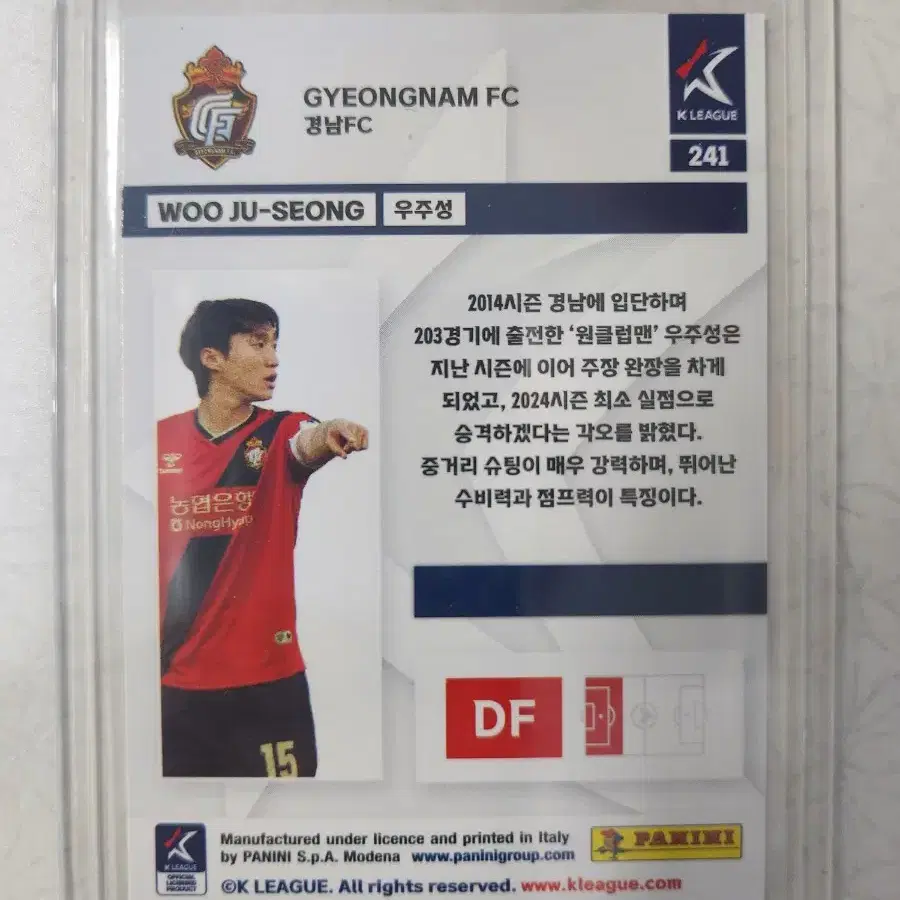 GYEONGNAM FC
경남FC
K LEAGUE
241
WOO JU-SEONG
우주성
2014시즌 경남에 입단하며
203경기에 출전한 '원클럽맨' 우주성은
지난 시즌에 이어 주장 완장을 차게
되었고, 2024시즌 최소 실점으로
승격하겠다는 각오를 밝혔다.
중거리 슈팅이 매우 강력하며, 뛰어난
수비력과 점프력이 특징이다.
농협은행
NongHy
15
DF
K LEAGUE
OFFICIAL
LICENSED
PRODUCT
Manufactured under licence and printed in Italy
by PANINI S.p.A. Modena www.paninigroup.com
PANINI
©K LEAGUE. All rights reserved. www.kleague.com